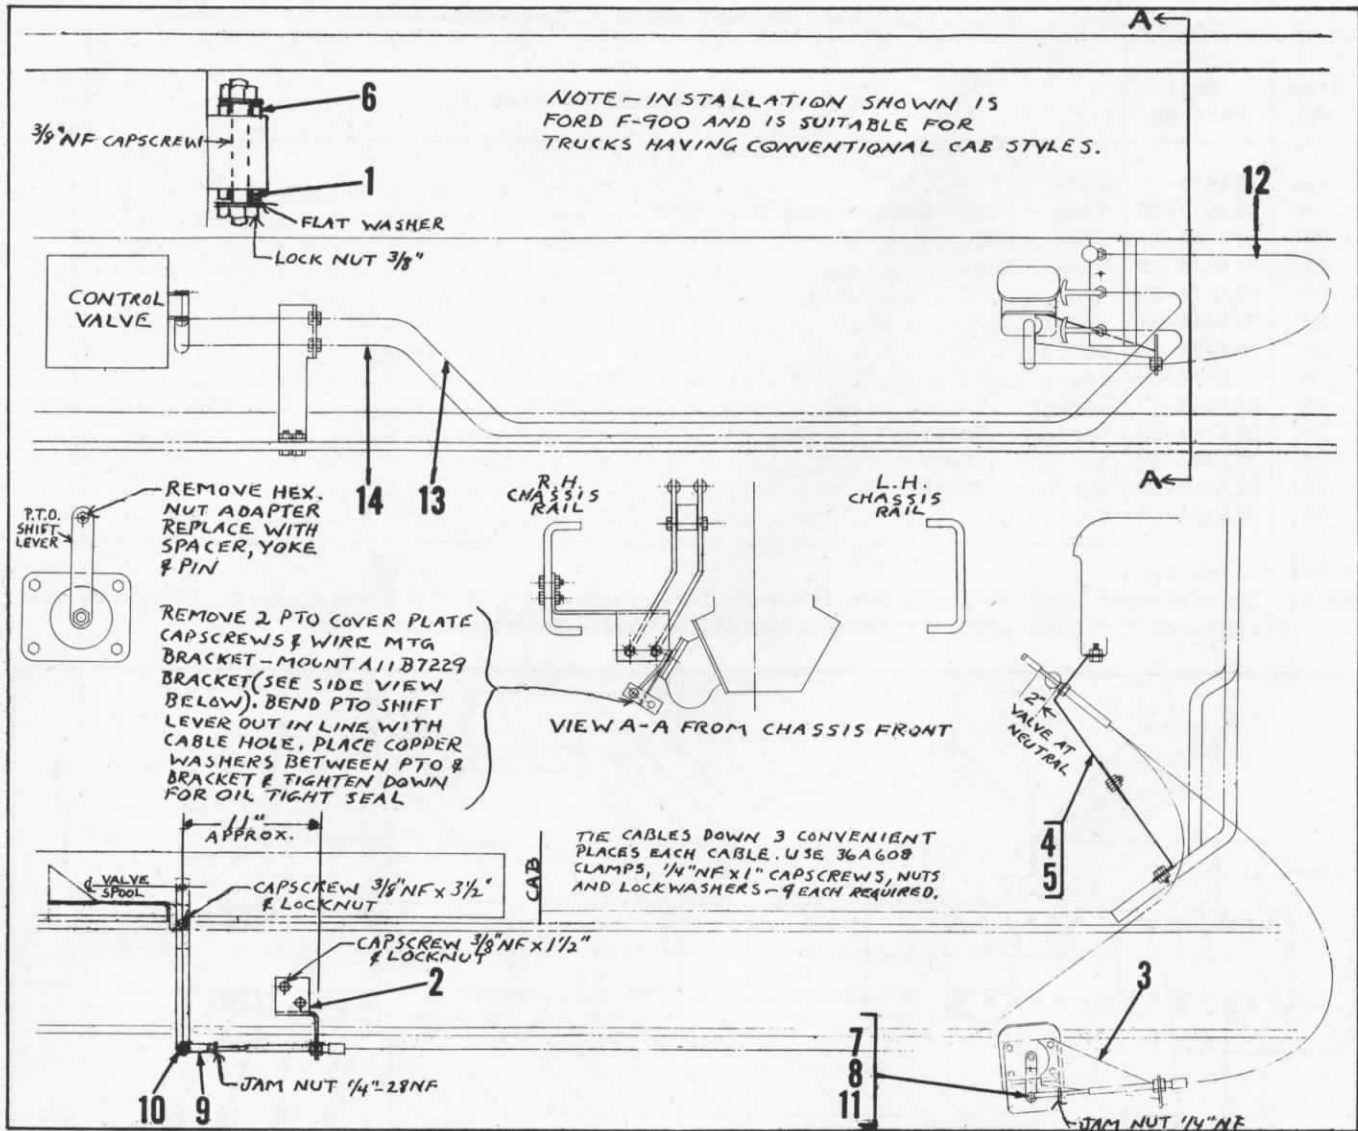 A
6
3/8" NF CAPSCREW
1
FLAT WASHER
LOCK NUT 3/8"
NOTE - INSTALLATION SHOWN IS
FORD F-900 AND IS SUITABLE FOR
TRUCKS HAVING CONVENTIONAL CAB STYLES.
12
CONTROL
VALVE
14
13
A
P.T.O.
SHIFT
LEVER
REMOVE HEX.
NUT ADAPTER
REPLACE WITH
SPACER, YOKE
& PIN
R.H.
CHASSIS
RAIL
L.H.
CHASSIS
RAIL
REMOVE 2 PTO COVER PLATE
CAPSCREWS & WIRE MTG
BRACKET - MOUNT A11B7229
BRACKET (SEE SIDE VIEW
BELOW). BEND PTO SHIFT
LEVER OUT IN LINE WITH
CABLE HOLE. PLACE COPPER
WASHERS BETWEEN PTO &
BRACKET & TIGHTEN DOWN
FOR OIL TIGHT SEAL
VIEW A-A FROM CHASSIS FRONT
2"
VALVE AT
NEUTRAL
4
5
11"
APPROX.
VALVE
SPOOL
CAPSCREW 3/8" NF x 3 1/2"
& LOCKNUT
CAB
TIE CABLES DOWN 3 CONVENIENT
PLACES EACH CABLE. USE 36A608
CLAMPS, 1/4" NF x 1" CAPSCREWS, NUTS
AND LOCKWASHERS - 9 EACH REQUIRED.
CAPSCREW 3/8" NF x 1 1/2"
& LOCKNUT
2
3
7
8
11
10
9
JAM NUT 1/4"-28NF
JAM NUT 1/4" NF